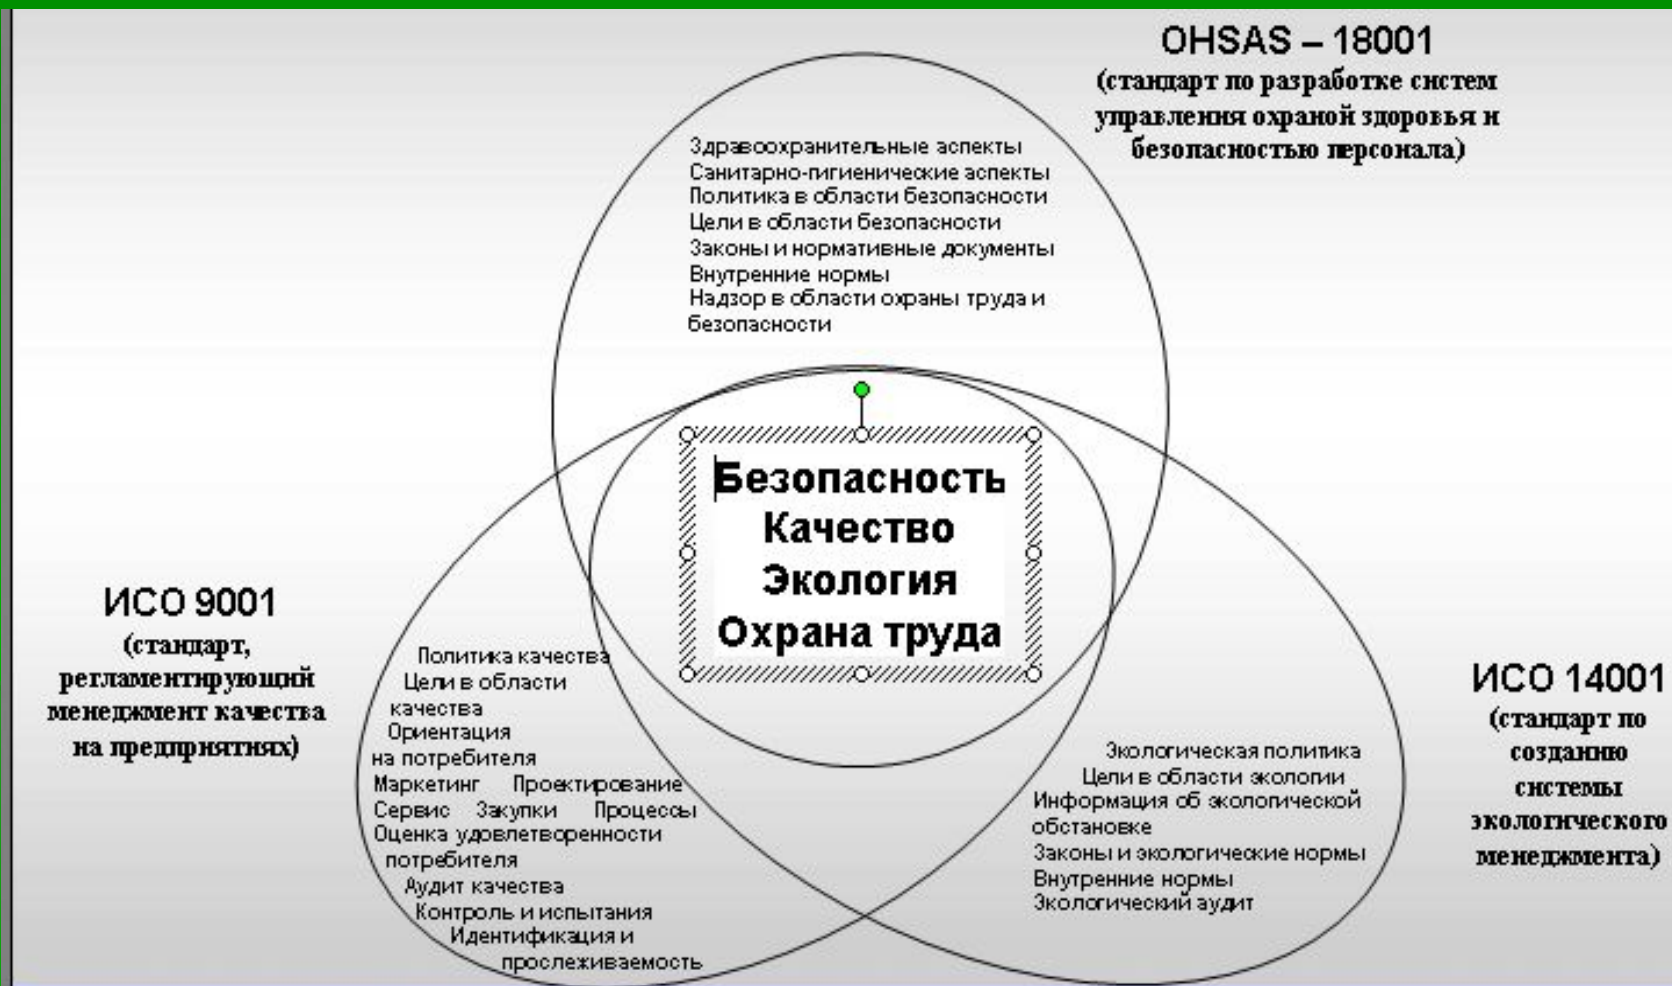 OHSAS – 18001
(стандарт по разработке систем
управления охраной здоровья и
безопасностью персонала)
Здравоохранительные аспекты
Санитарно-гигиенические аспекты
Политика в области безопасности
Цели в области безопасности
Законы и нормативные документы
Внутренние нормы
Надзор в области охраны труда и
безопасности
Безопасность
Качество
Экология
Охрана труда
ИСО 9001
(стандарт,
регламентирующий
менеджмент качества
на предприятиях)
Политика качества
Цели в области
качества
Ориентация
на потребителя
Маркетинг Проектирование
Сервис Закупки Процессы
Оценка удовлетворенности
потребителя
Аудит качества
Контроль и испытания
Идентификация и
прослеживаемость
Экологическая политика
Цели в области экологии
Информация об экологической
обстановке
Законы и экологические нормы
Внутренние нормы
Экологический аудит
ИСО 14001
(стандарт по
созданию
системы
экологического
менеджмента)